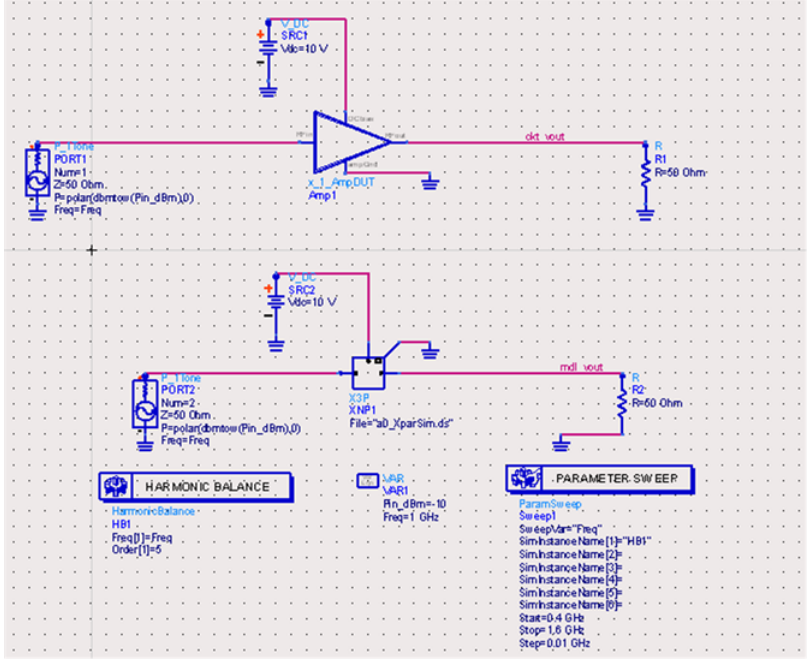 V_DC
SRC1
Vdc=10 V
DCbias
RFin
RFout
ampGnd
ckt_vout
P_1Tone
PORT1
Num=1
Z=50 Ohm
P=polar(dbmtow(Pin_dBm),0)
Freq=Freq
x_1_AmpDUT
Amp1
R
R1
R=50 Ohm
V_DC
SRC2
Vdc=10 V
mdl_vout
P_1Tone
PORT2
Num=2
Z=50 Ohm
P=polar(dbmtow(Pin_dBm),0)
Freq=Freq
X3P
XNP1
File="a0_XparSim.ds"
R
R2
R=50 Ohm
HARMONIC BALANCE
HarmonicBalance
HB1
Freq[1]=Freq
Order[1]=5
VAR
VAR1
Pin_dBm=-10
Freq=1 GHz
PARAMETER SWEEP
ParamSweep
Sweep1
SweepVar="Freq"
SimInstanceName[1]="HB1"
SimInstanceName[2]=
SimInstanceName[3]=
SimInstanceName[4]=
SimInstanceName[5]=
SimInstanceName[6]=
Start=0.4 GHz
Stop=1.6 GHz
Step=0.01 GHz